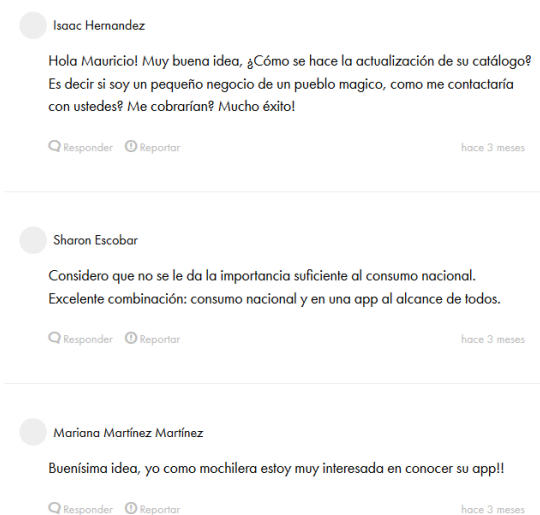 Isaac Hernandez
Hola Mauricio! Muy buena idea, ¿Cómo se hace la actualización de su catálogo?
Es decir si soy un pequeño negocio de un pueblo magico, como me contactaría
con ustedes? Me cobrarían? Mucho éxito!
Responder Reportar hace 3 meses
Sharon Escobar
Considero que no se le da la importancia suficiente al consumo nacional.
Excelente combinación: consumo nacional y en una app al alcance de todos.
Responder Reportar hace 3 meses
Mariana Martínez Martínez
Buenísima idea, yo como mochilera estoy muy interesada en conocer su app!!
Responder Reportar hace 3 meses